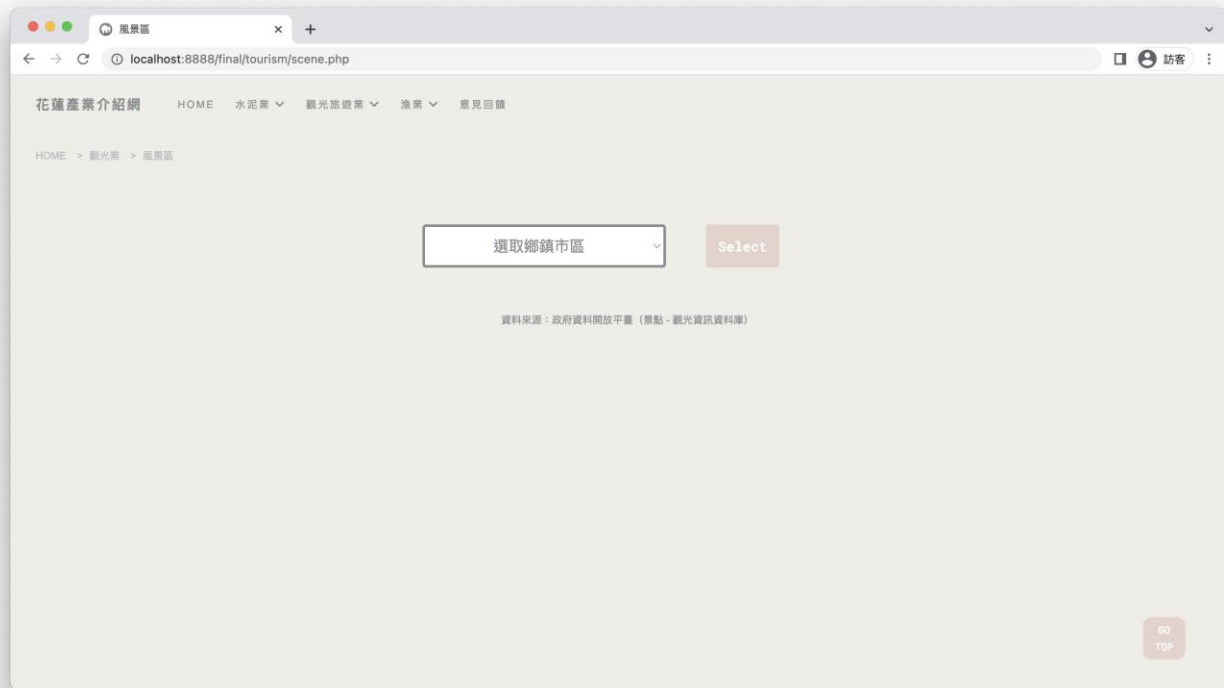 風景區
localhost:8888/final/tourism/scene.php
訪客
花蓮產業介紹網 HOME 水泥業 觀光旅遊業 漁業 意見回饋
HOME > 觀光業 > 風景區
選取鄉鎮市區 Select
資料來源：政府資料開放平臺（景點 - 觀光資訊資料庫）
GO
TOP